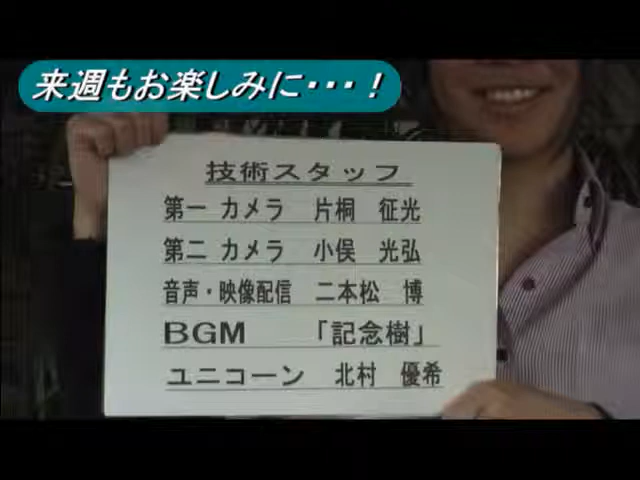 来週もお楽しみに・・・！
技術スタッフ
第一 カメラ 片桐 征光
第二 カメラ 小俣 光弘
音声・映像配信 二本松 博
BGM 「記念樹」
ユニコーン 北村 優希